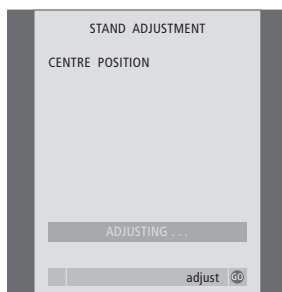 STAND ADJUSTMENT
CENTRE POSITION
ADJUSTING . . .
adjust GO